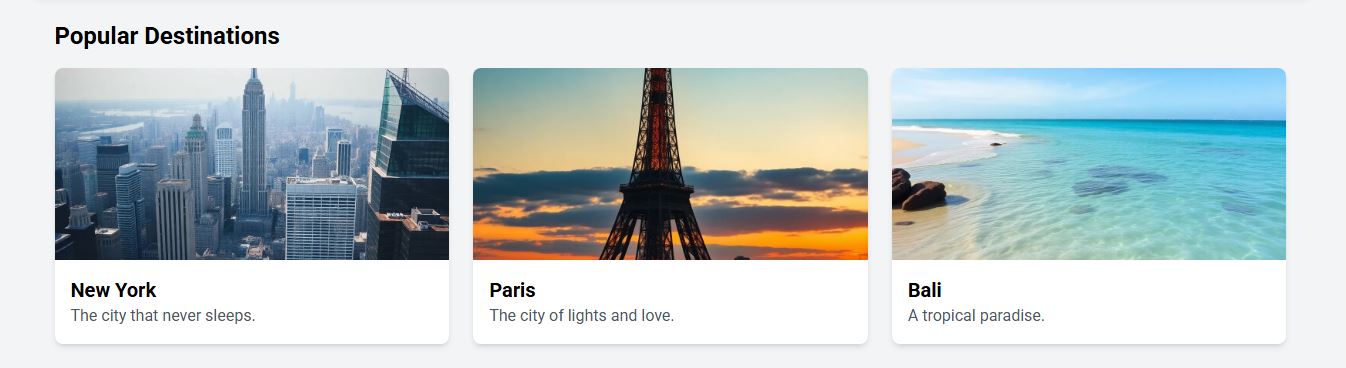 Popular Destinations
New York
The city that never sleeps.
Paris
The city of lights and love.
Bali
A tropical paradise.